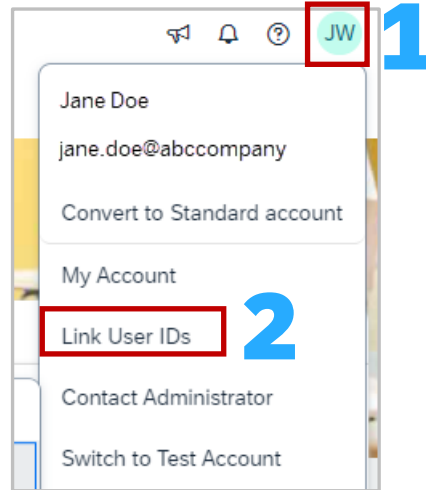 JW
1
Jane Doe
jane.doe@abccompany
Convert to Standard account
My Account
Link User IDs
2
Contact Administrator
Switch to Test Account